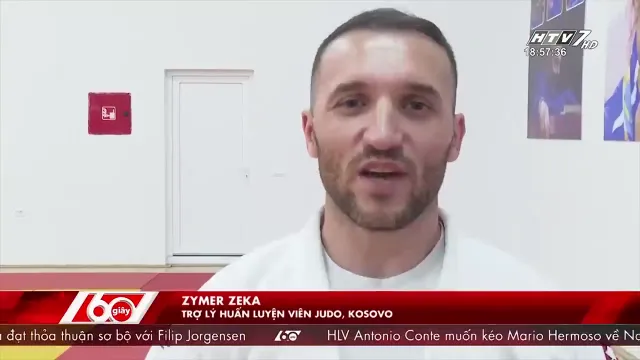 HTV7 HD
18:57:36
60 giây
ZYMER ZEKA
TRỢ LÝ HUẤN LUYỆN VIÊN JUDO, KOSOVO
đạt thỏa thuận sơ bộ với Filip Jorgensen 60 HLV Antonio Conte muốn kéo Mario Hermoso về N